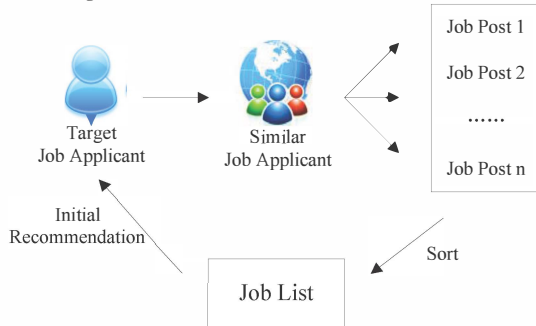 Job Post 1
Job Post 2
......
Job Post n
Target
Job Applicant
Similar
Job Applicant
Initial
Recommendation
Sort
Job List